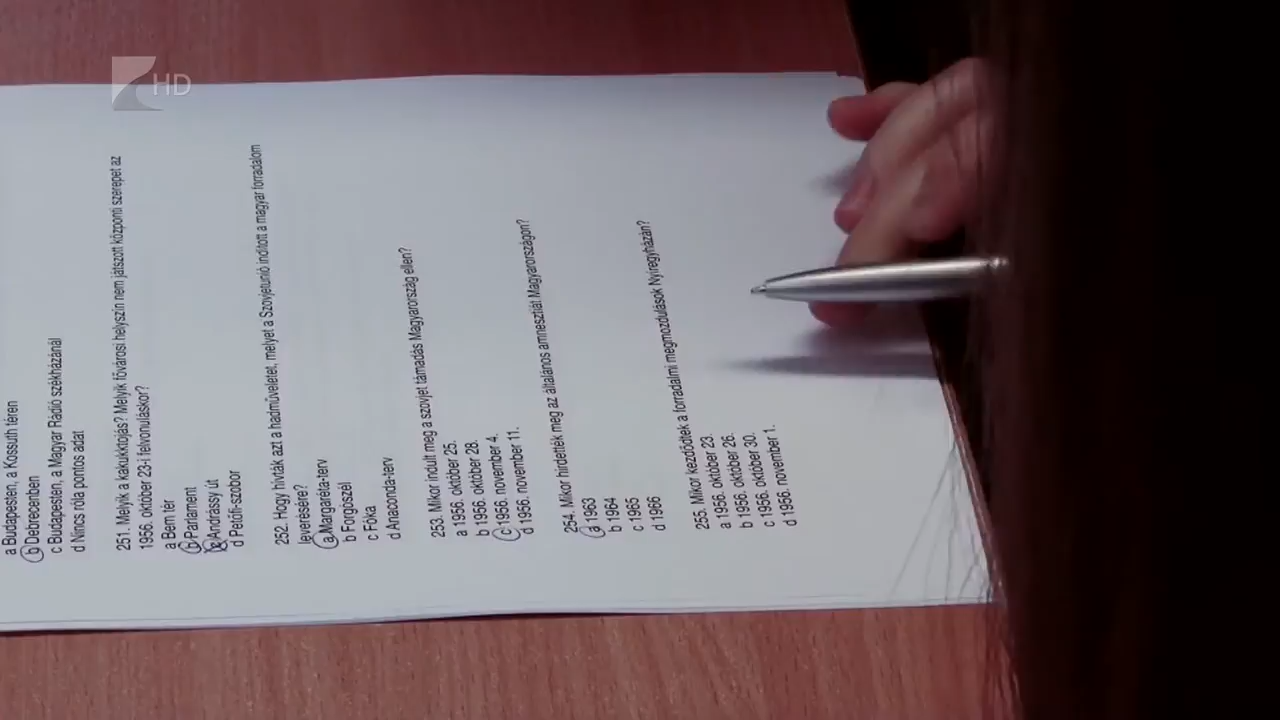 HD
a Budapesten, a Kossuth téren
b Debrecenben
c Budapesten, a Magyar Rádió székházánál
d Nincs róla pontos adat
251. Melyik a kakukktojás? Melyik fővárosi helyszín nem játszott központi szerepet az
1956. október 23-i felvonuláskor?
a Bem tér
b Parlament
c Andrássy út
d Petőfi-szobor
252. Hogy hívták azt a hadműveletet, melyet a Szovjetunió indított a magyar forradalom
leverésére?
a Margaréta-terv
b Forgószél
c Fóka
d Anaconda-terv
253. Mikor indult meg a szovjet támadás Magyarország ellen?
a 1956. október 25.
b 1956. október 28.
c 1956. november 4.
d 1956. november 11.
254. Mikor hirdették meg az általános amnesztiát Magyarországon?
a 1963
b 1964
c 1965
d 1966
255. Mikor kezdődtek a forradalmi megmozdulások Nyíregyházán?
a 1956. október 23.
b 1956. október 26.
c 1956. október 30.
d 1956. november 1.